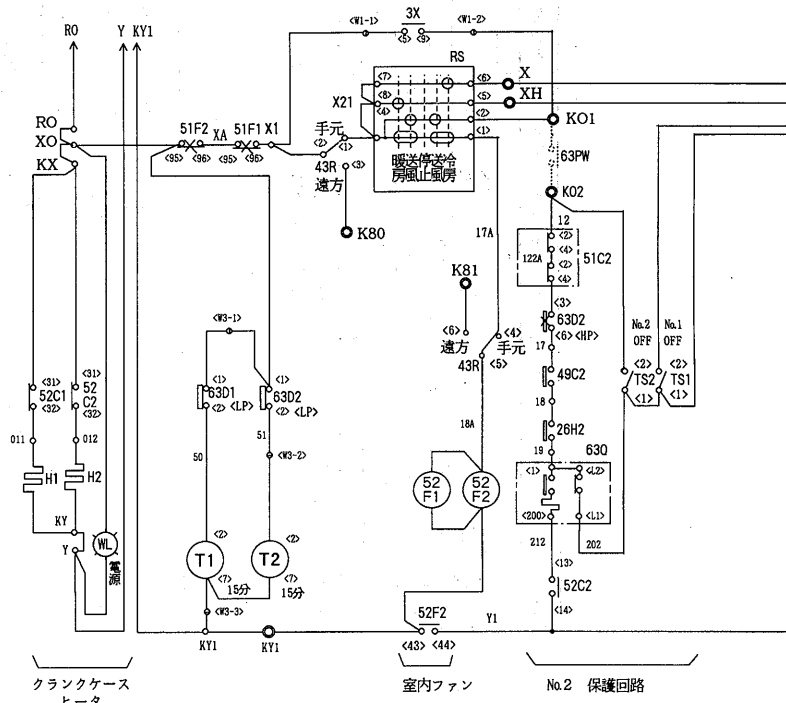 RO
Y
KY1
<W1-1>
3X
<W1-2>
<5>
<9>
RS
RO
XO
KX
51F2
XA
51F1
X1
<95>
<96>
<95>
<96>
X21
<7>
<8>
<4>
<6>
<5>
<2>
<1>
X
XH
KO1
手元
<2>
<1>
43R
<3>
遠方
暖送停送冷
房風止風房
63PW
KO2
K80
17A
12
<2>
<4>
<2>
<4>
122A
51C2
K81
<3>
63D2
<6>
<HP>
17
<W3-1>
<6>
遠方
<4>
手元
43R
<5>
No.2
OFF
No.1
OFF
<31>
52C1
<32>
<31>
52
C2
<32>
<1>
63D1
<2>
<LP>
<1>
63D2
<2>
<LP>
49C2
18
<2>
TS2
<1>
<2>
TS1
<1>
011
012
50
51
<W3-2>
18A
26H2
19
63Q
H1
H2
52
F1
52
F2
<1>
<L2>
<200>
<L1>
KY
Y
WL
電源
<2>
T1
<7>
15分
<2>
T2
<7>
15分
212
202
<13>
52C2
<14>
<W3-3>
KY1
KY1
52F2
<43>
<44>
Y1
クランクケース
ヒータ
室内ファン
No.2 保護回路